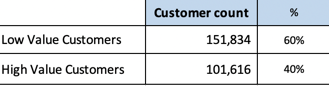 Customer count %
Low Value Customers 151,834 60%
High Value Customers 101,616 40%